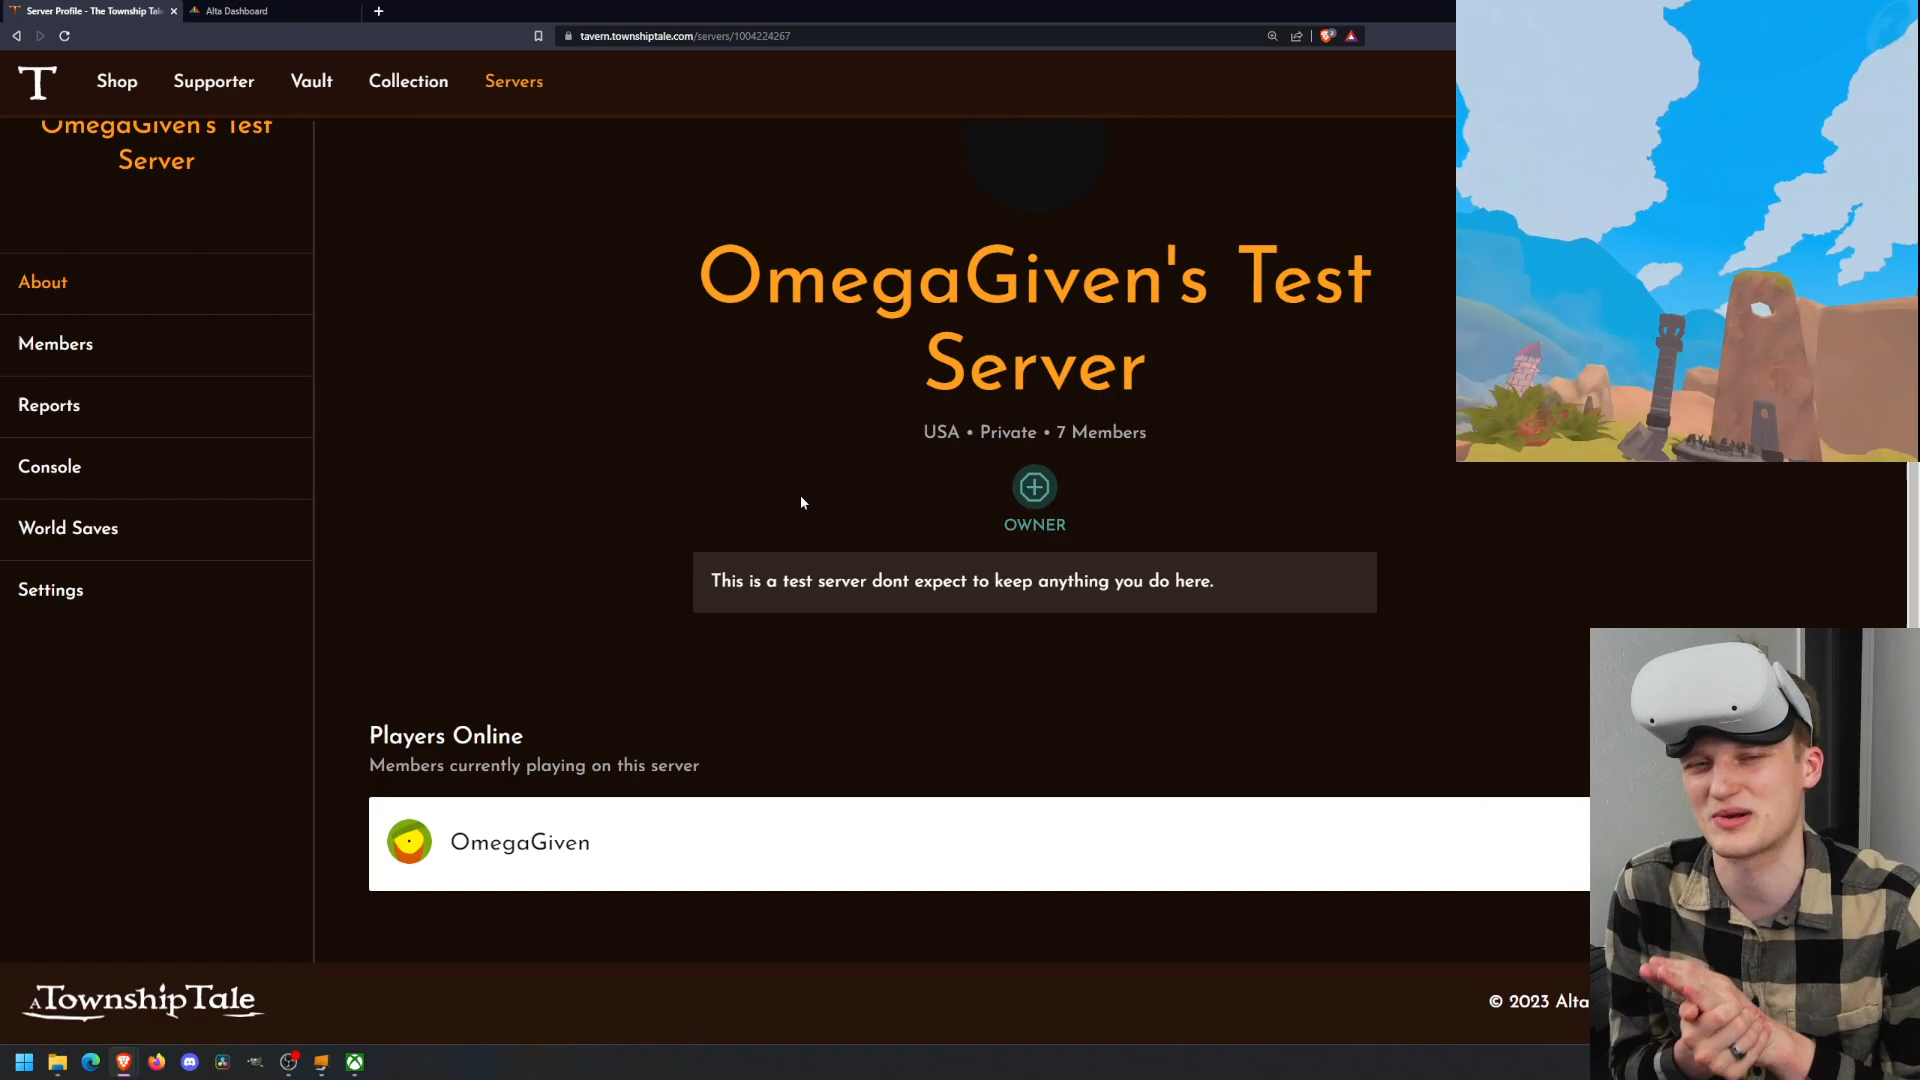 Server Profile - The Township Tal
Alta Dashboard
tavern.townshiptale.com/servers/1004224267
T
Shop
Supporter
Vault
Collection
Servers
OmegaGiven's Test
Server
About
Members
Reports
Console
World Saves
Settings
OmegaGiven's Test
Server
USA • Private • 7 Members
OWNER
This is a test server dont expect to keep anything you do here.
Players Online
Members currently playing on this server
OmegaGiven
A Township Tale
© 2023 Alta